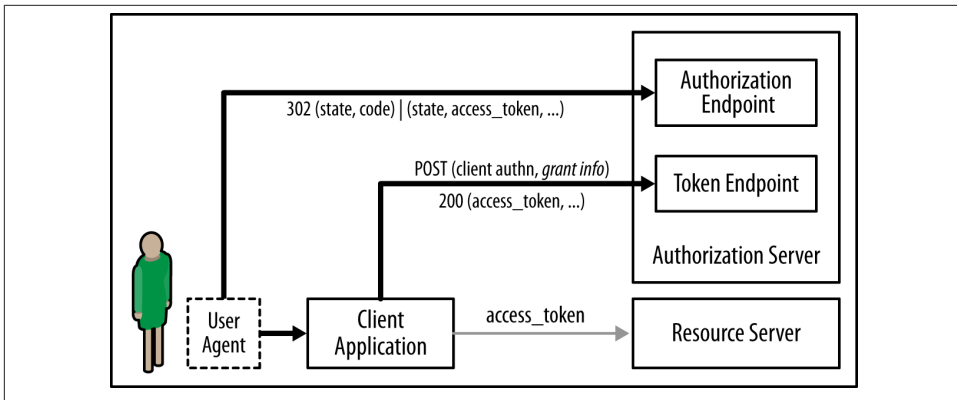 Authorization
Endpoint
302 (state, code) | (state, access_token, ...)
POST (client authn, grant info)
Token Endpoint
200 (access_token, ...)
Authorization Server
User
Agent
Client
Application
access_token
Resource Server